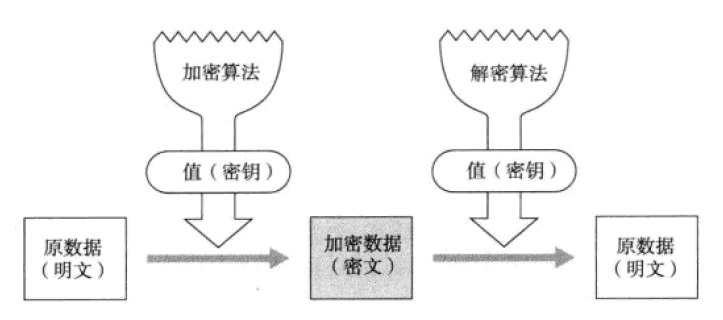 加密算法
解密算法
值（密钥）
值（密钥）
原数据
（明文）
加密数据
（密文）
原数据
（明文）